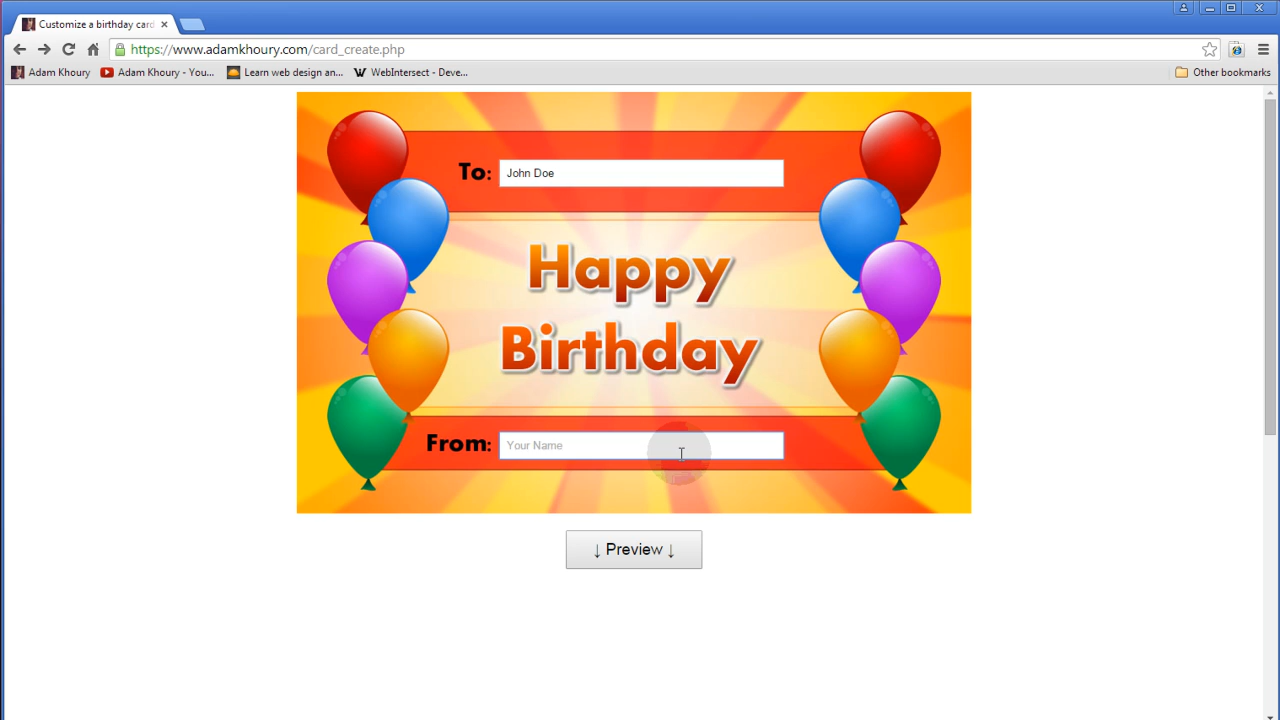 Customize a birthday card
https://www.adamkhoury.com/card_create.php
Adam Khoury
Adam Khoury - You...
Learn web design an...
WebIntersect - Deve...
Other bookmarks
To:
John Doe
Happy
Birthday
From:
Your Name
↓ Preview ↓